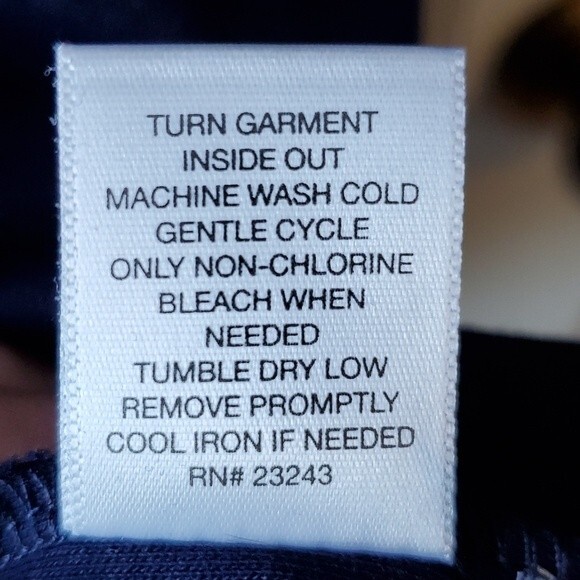 TURN GARMENT
INSIDE OUT
MACHINE WASH COLD
GENTLE CYCLE
ONLY NON-CHLORINE
BLEACH WHEN
NEEDED
TUMBLE DRY LOW
REMOVE PROMPTLY
COOL IRON IF NEEDED
RN# 23243